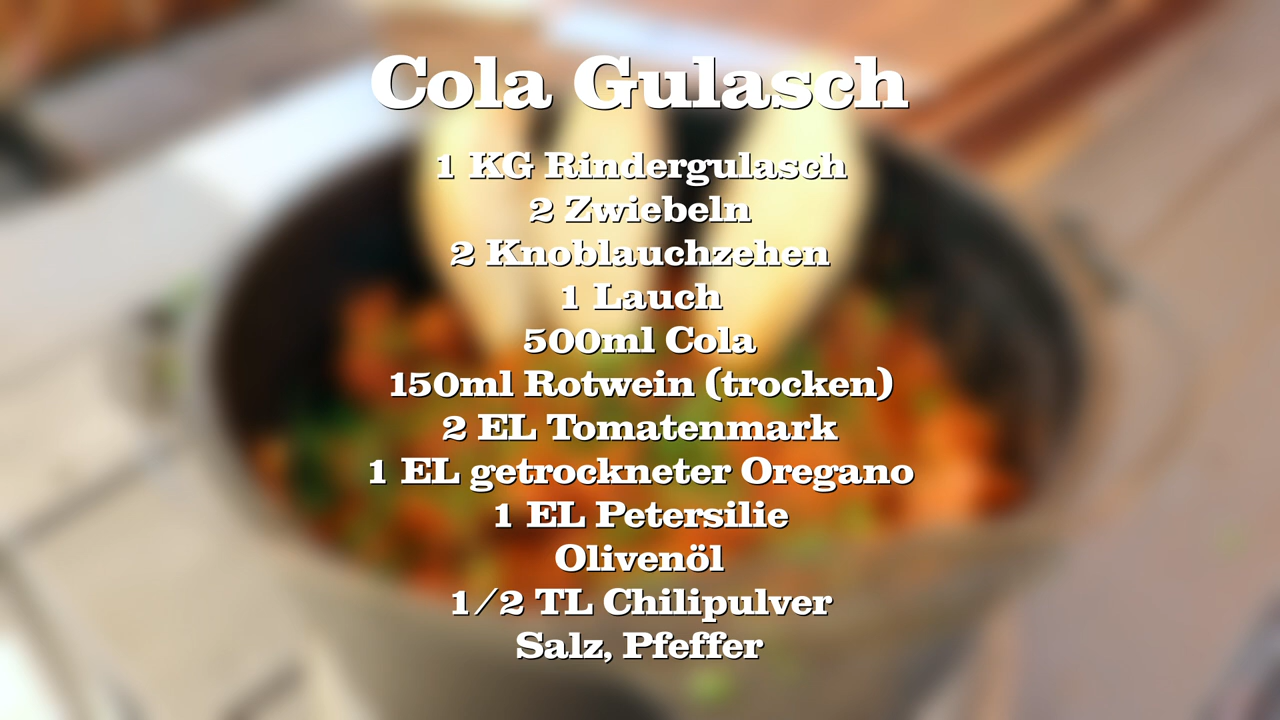 Cola Gulasch
1 KG Rindergulasch
2 Zwiebeln
2 Knoblauchzehen
1 Lauch
500ml Cola
150ml Rotwein (trocken)
2 EL Tomatenmark
1 EL getrockneter Oregano
1 EL Petersilie
Olivenöl
1/2 TL Chilipulver
Salz, Pfeffer